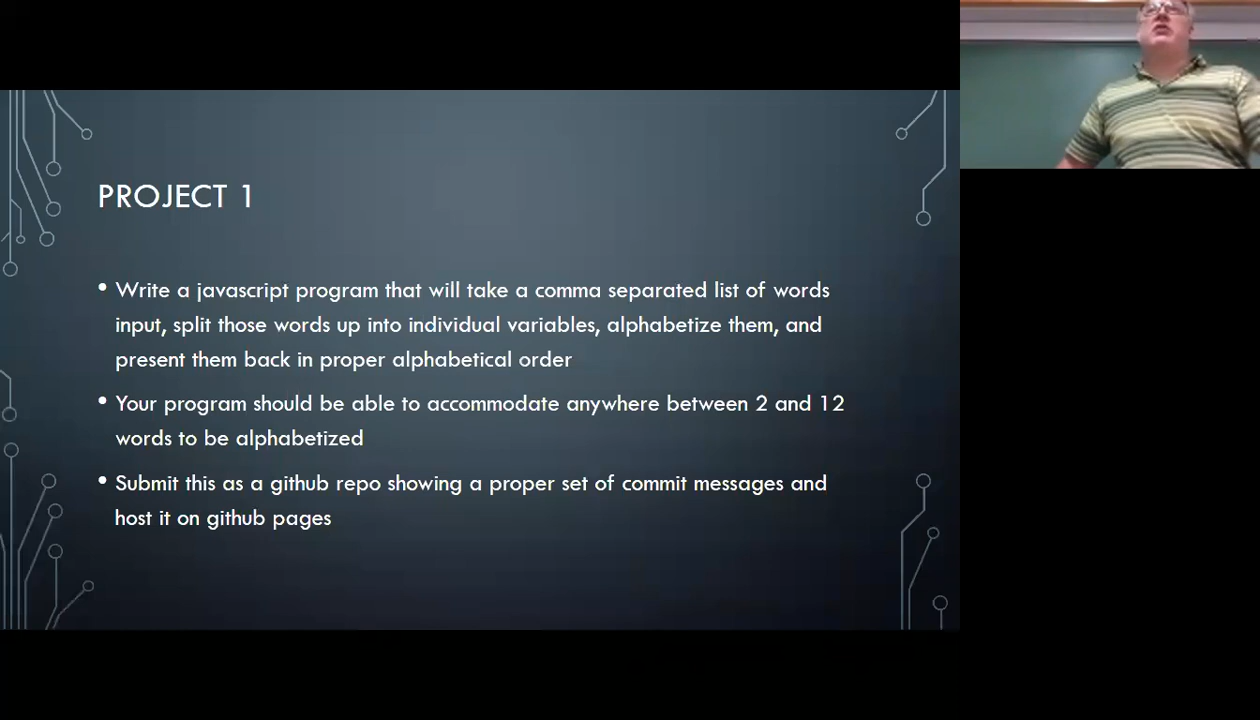 PROJECT 1
• Write a javascript program that will take a comma separated list of words
input, split those words up into individual variables, alphabetize them, and
present them back in proper alphabetical order
• Your program should be able to accommodate anywhere between 2 and 12
words to be alphabetized
• Submit this as a github repo showing a proper set of commit messages and
host it on github pages